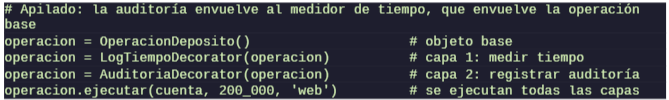 # Apilado: la auditoría envuelve al medidor de tiempo, que envuelve la operación
base
operacion = OperacionDeposito()                  # objeto base
operacion = LogTiempoDecorator(operacion)        # capa 1: medir tiempo
operacion = AuditoriaDecorator(operacion)        # capa 2: registrar auditoría
operacion.ejecutar(cuenta, 200_000, 'web')       # se ejecutan todas las capas